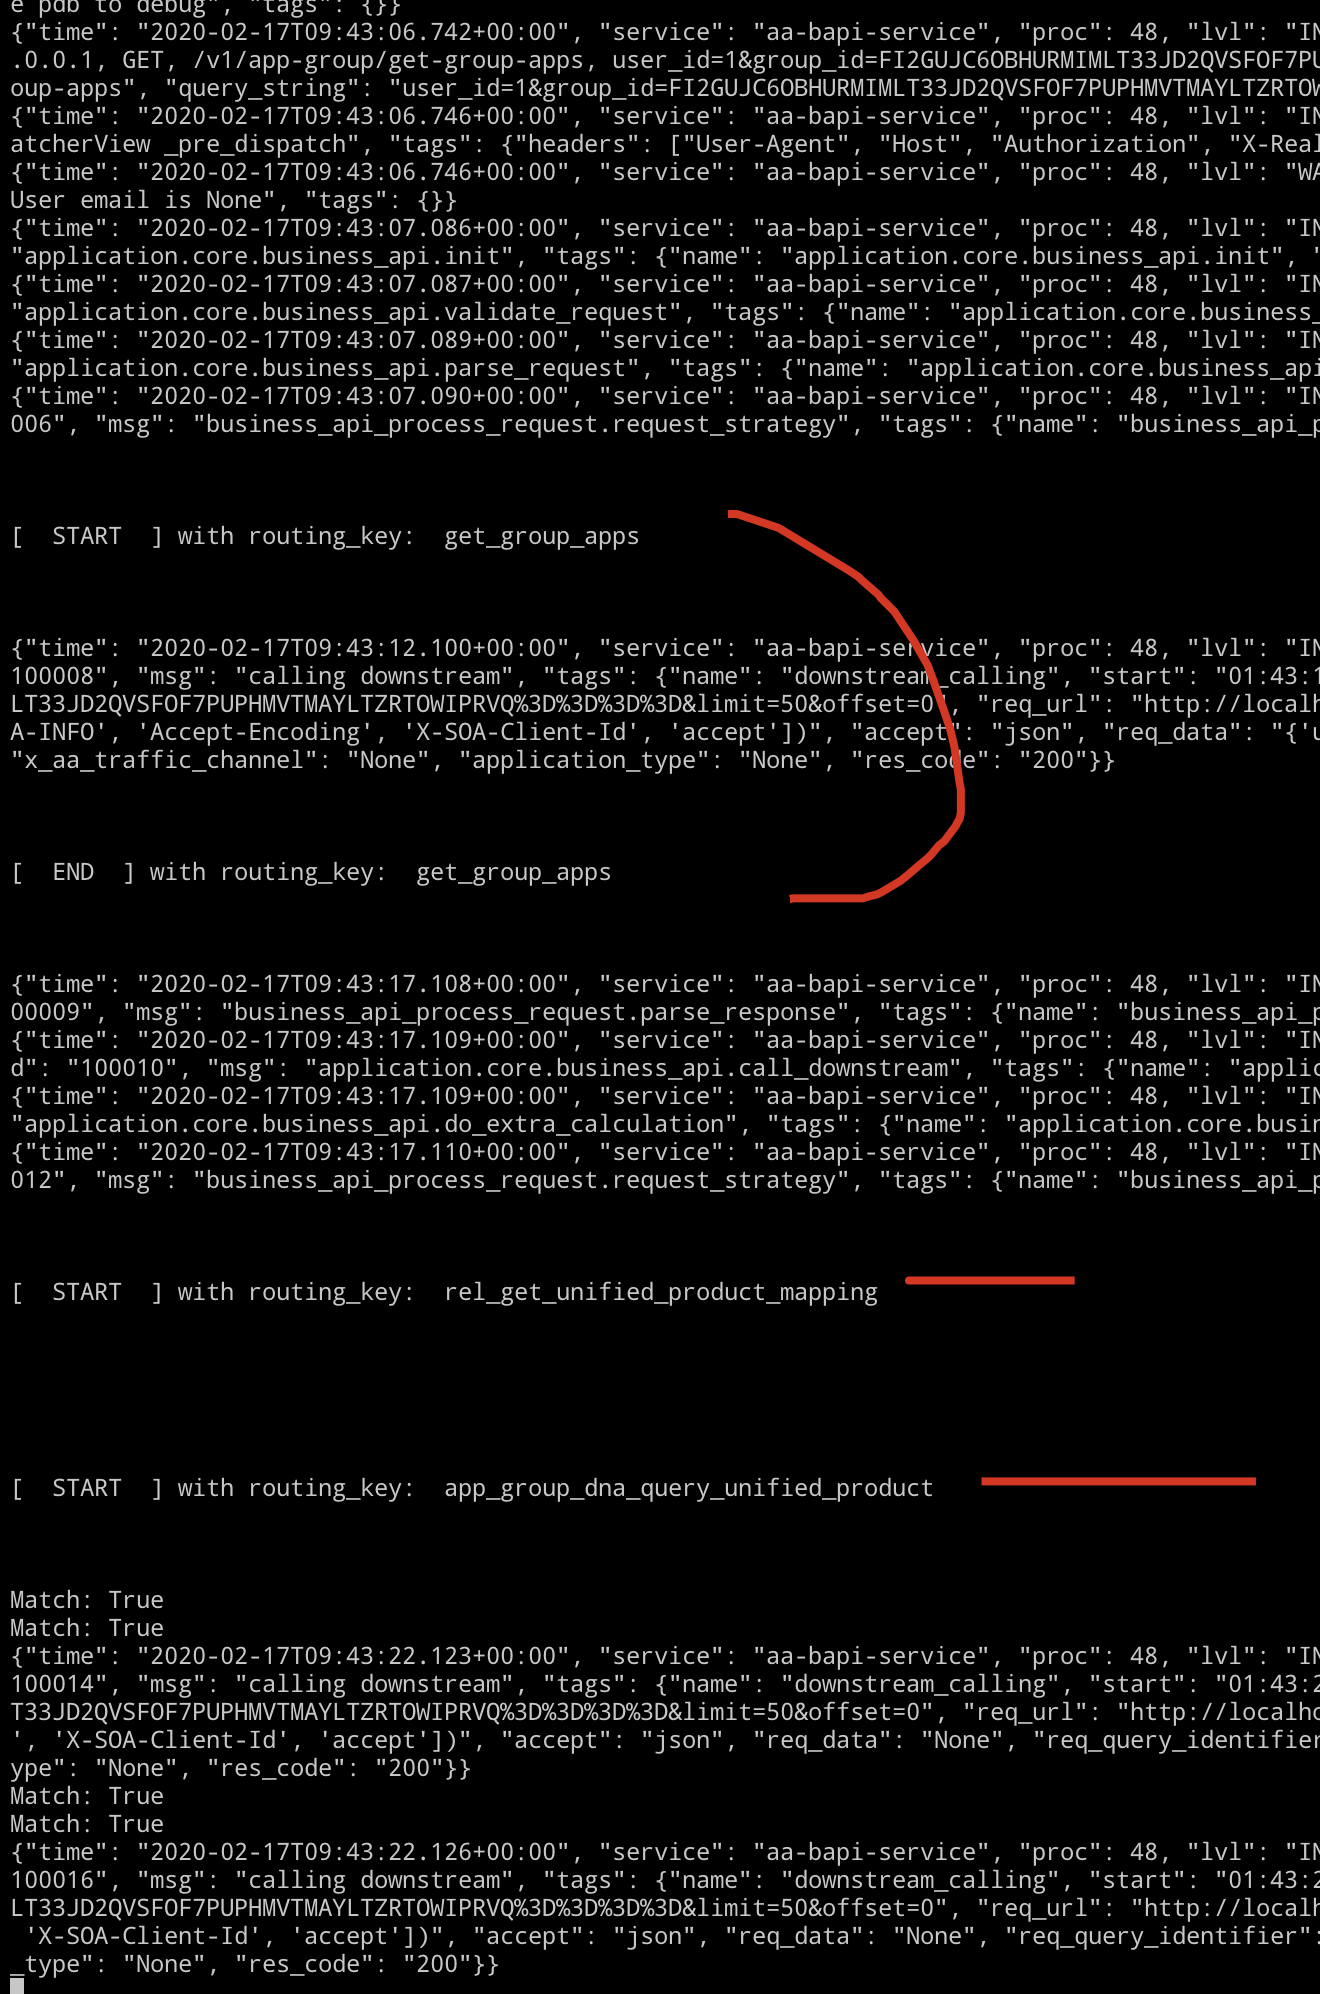 e pdb to debug", "tags": {}}
{"time": "2020-02-17T09:43:06.742+00:00", "service": "aa-bapi-service", "proc": 48, "lvl": "IN
.0.0.1, GET, /v1/app-group/get-group-apps, user_id=1&group_id=FI2GUJC6OBHURMIMLT33JD2QVSFOF7PU
oup-apps", "query_string": "user_id=1&group_id=FI2GUJC6OBHURMIMLT33JD2QVSFOF7PUPHMVTMAYLTZRTOW
{"time": "2020-02-17T09:43:06.746+00:00", "service": "aa-bapi-service", "proc": 48, "lvl": "IN
atcherView _pre_dispatch", "tags": {"headers": ["User-Agent", "Host", "Authorization", "X-Real
{"time": "2020-02-17T09:43:06.746+00:00", "service": "aa-bapi-service", "proc": 48, "lvl": "WA
User email is None", "tags": {}}
{"time": "2020-02-17T09:43:07.086+00:00", "service": "aa-bapi-service", "proc": 48, "lvl": "IN
"application.core.business_api.init", "tags": {"name": "application.core.business_api.init", "
{"time": "2020-02-17T09:43:07.087+00:00", "service": "aa-bapi-service", "proc": 48, "lvl": "IN
"application.core.business_api.validate_request", "tags": {"name": "application.core.business_
{"time": "2020-02-17T09:43:07.089+00:00", "service": "aa-bapi-service", "proc": 48, "lvl": "IN
"application.core.business_api.parse_request", "tags": {"name": "application.core.business_api
{"time": "2020-02-17T09:43:07.090+00:00", "service": "aa-bapi-service", "proc": 48, "lvl": "IN
006", "msg": "business_api_process_request.request_strategy", "tags": {"name": "business_api_p
[  START  ] with routing_key:  get_group_apps
{"time": "2020-02-17T09:43:12.100+00:00", "service": "aa-bapi-service", "proc": 48, "lvl": "IN
100008", "msg": "calling downstream", "tags": {"name": "downstream_calling", "start": "01:43:1
LT33JD2QVSFOF7PUPHMVTMAYLTZRTOWIPRVQ%3D%3D%3D%3D&limit=50&offset=0", "req_url": "http://localh
A-INFO', 'Accept-Encoding', 'X-SOA-Client-Id', 'accept'])", "accept": "json", "req_data": "{'u
"x_aa_traffic_channel": "None", "application_type": "None", "res_code": "200"}}
[  END  ] with routing_key:  get_group_apps
{"time": "2020-02-17T09:43:17.108+00:00", "service": "aa-bapi-service", "proc": 48, "lvl": "IN
00009", "msg": "business_api_process_request.parse_response", "tags": {"name": "business_api_p
{"time": "2020-02-17T09:43:17.109+00:00", "service": "aa-bapi-service", "proc": 48, "lvl": "IN
d": "100010", "msg": "application.core.business_api.call_downstream", "tags": {"name": "applic
{"time": "2020-02-17T09:43:17.109+00:00", "service": "aa-bapi-service", "proc": 48, "lvl": "IN
"application.core.business_api.do_extra_calculation", "tags": {"name": "application.core.busin
{"time": "2020-02-17T09:43:17.110+00:00", "service": "aa-bapi-service", "proc": 48, "lvl": "IN
012", "msg": "business_api_process_request.request_strategy", "tags": {"name": "business_api_p
[  START  ] with routing_key:  rel_get_unified_product_mapping
[  START  ] with routing_key:  app_group_dna_query_unified_product
Match: True
Match: True
{"time": "2020-02-17T09:43:22.123+00:00", "service": "aa-bapi-service", "proc": 48, "lvl": "IN
100014", "msg": "calling downstream", "tags": {"name": "downstream_calling", "start": "01:43:2
T33JD2QVSFOF7PUPHMVTMAYLTZRTOWIPRVQ%3D%3D%3D%3D&limit=50&offset=0", "req_url": "http://localho
', 'X-SOA-Client-Id', 'accept'])", "accept": "json", "req_data": "None", "req_query_identifier
ype": "None", "res_code": "200"}}
Match: True
Match: True
{"time": "2020-02-17T09:43:22.126+00:00", "service": "aa-bapi-service", "proc": 48, "lvl": "IN
100016", "msg": "calling downstream", "tags": {"name": "downstream_calling", "start": "01:43:2
LT33JD2QVSFOF7PUPHMVTMAYLTZRTOWIPRVQ%3D%3D%3D%3D&limit=50&offset=0", "req_url": "http://localh
 'X-SOA-Client-Id', 'accept'])", "accept": "json", "req_data": "None", "req_query_identifier":
_type": "None", "res_code": "200"}}